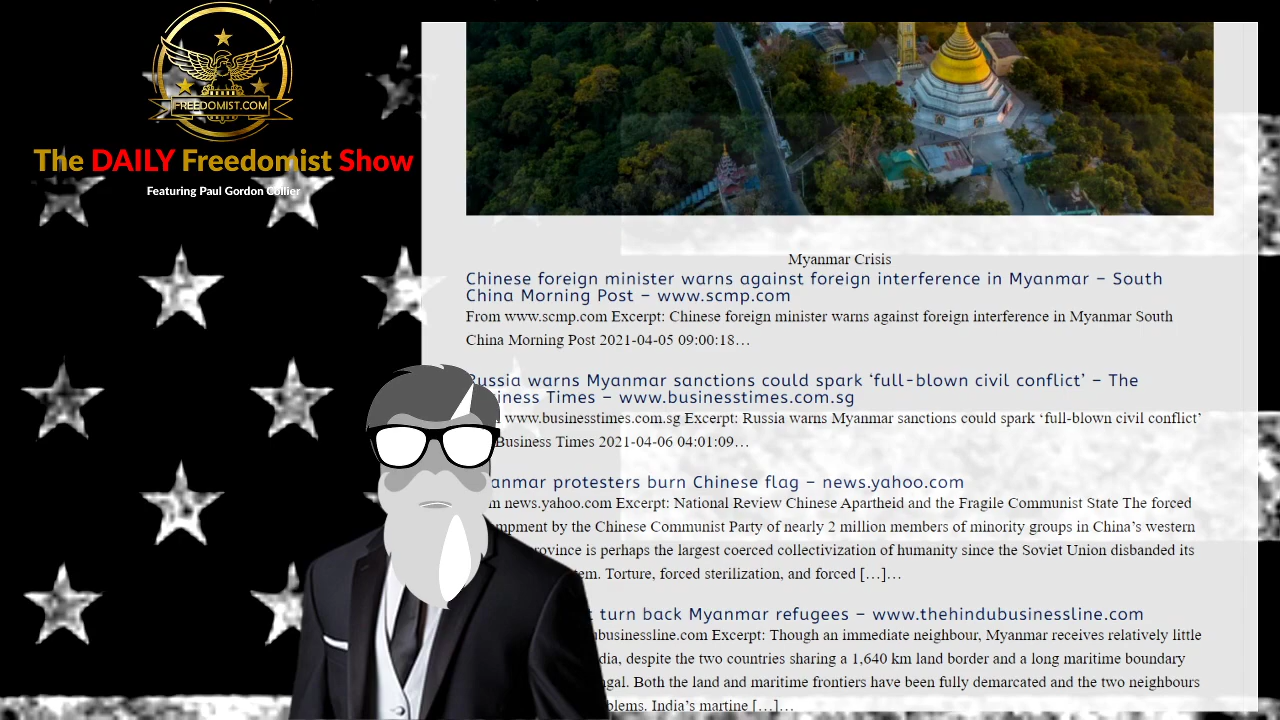 FREEDOMIST.COM
The DAILY Freedomist Show
Featuring Paul Gordon Collier
Myanmar Crisis
Chinese foreign minister warns against foreign interference in Myanmar – South
China Morning Post – www.scmp.com
From www.scmp.com Excerpt: Chinese foreign minister warns against foreign interference in Myanmar South
China Morning Post 2021-04-05 09:00:18…
Russia warns Myanmar sanctions could spark ‘full-blown civil conflict’ – The
– www.businesstimes.com.sg
www.businesstimes.com.sg Excerpt: Russia warns Myanmar sanctions could spark ‘full-blown civil conflict’
Business Times 2021-04-06 04:01:09…
protesters burn Chinese flag – news.yahoo.com
news.yahoo.com Excerpt: National Review Chinese Apartheid and the Fragile Communist State The forced
by the Chinese Communist Party of nearly 2 million members of minority groups in China’s western
province is perhaps the largest coerced collectivization of humanity since the Soviet Union disbanded its
Torture, forced sterilization, and forced […]…
turn back Myanmar refugees – www.thehindubusinessline.com
Excerpt: Though an immediate neighbour, Myanmar receives relatively little
despite the two countries sharing a 1,640 km land border and a long maritime boundary
Both the land and maritime frontiers have been fully demarcated and the two neighbours
India’s martine […]…